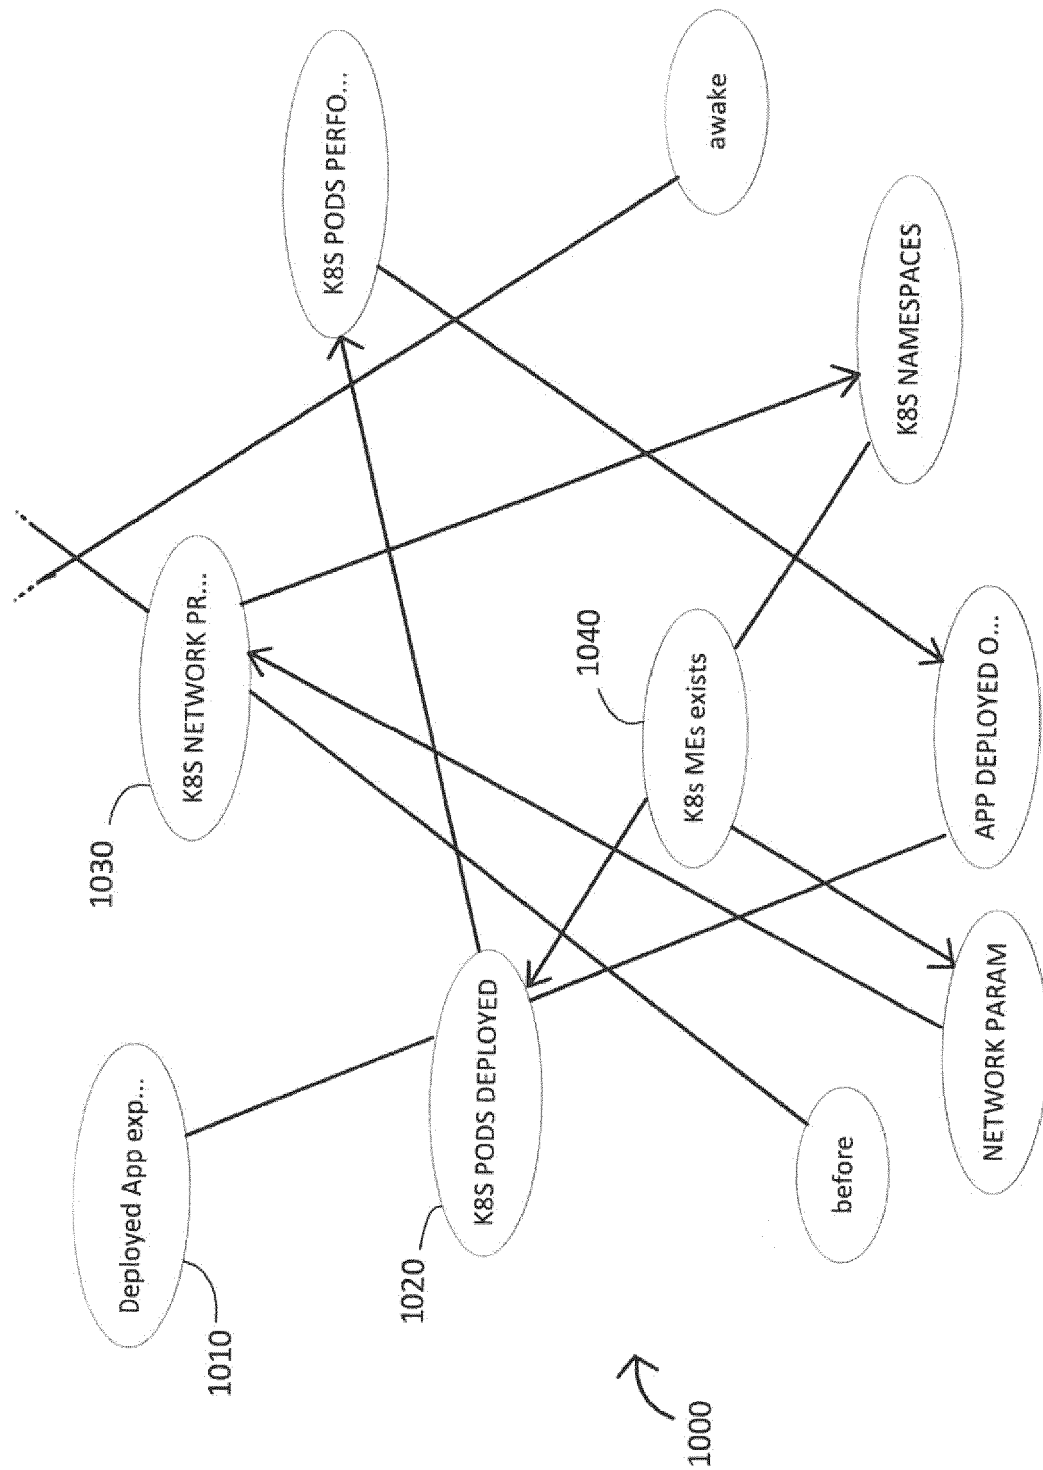 1010
Deployed App exp...
1030
K8S NETWORK PR...
1020
K8S PODS DEPLOYED
K8S PODS PERFO...
1040
K8s MEs exists
awake
before
K8S NAMESPACES
NETWORK PARAM
APP DEPLOYED O...
1000